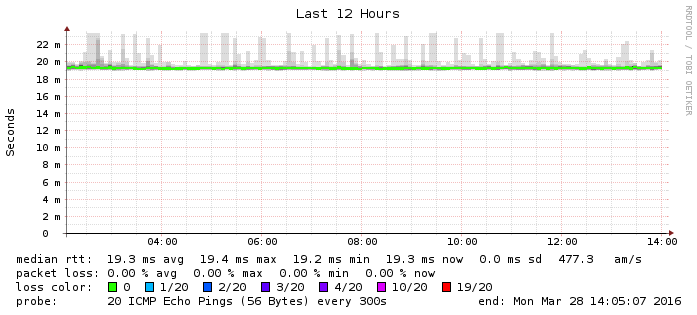 Last 12 Hours
RRDTOOL / TOBI OETIKER
Seconds
22 m
20 m
18 m
16 m
14 m
12 m
10 m
8 m
6 m
4 m
2 m
0
04:00 06:00 08:00 10:00 12:00 14:00
median rtt: 19.3 ms avg 19.4 ms max 19.2 ms min 19.3 ms now 0.0 ms sd 477.3 am/s
packet loss: 0.00 % avg 0.00 % max 0.00 % min 0.00 % now
loss color: 0 1/20 2/20 3/20 4/20 10/20 19/20
probe: 20 ICMP Echo Pings (56 Bytes) every 300s end: Mon Mar 28 14:05:07 2016